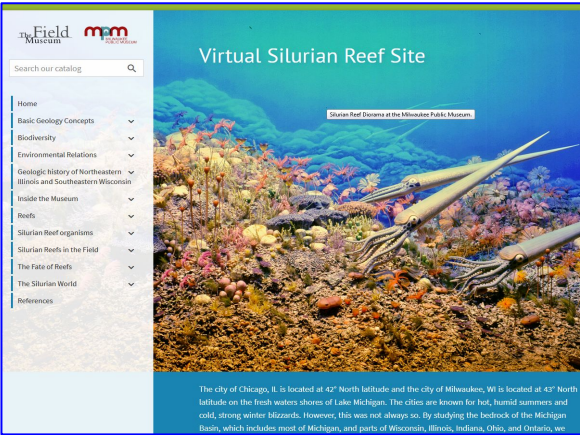 The Field Museum
mpm
MILWAUKEE
PUBLIC MUSEUM
Search our catalog
Home
Basic Geology Concepts
Biodiversity
Environmental Relations
Geologic history of Northeastern
Illinois and Southeastern Wisconsin
Inside the Museum
Reefs
Silurian Reef organisms
Silurian Reefs in the Field
The Fate of Reefs
The Silurian World
References
Virtual Silurian Reef Site
Silurian Reef Diorama at the Milwaukee Public Museum.
The city of Chicago, IL is located at 42° North latitude and the city of Milwaukee, WI is located at 43° North
latitude on the fresh waters shores of Lake Michigan. The cities are known for hot, humid summers and
cold, strong winter blizzards. However, this was not always so. By studying the bedrock of the Michigan
Basin, which includes most of Michigan, and parts of Wisconsin, Illinois, Indiana, Ohio, and Ontario, we